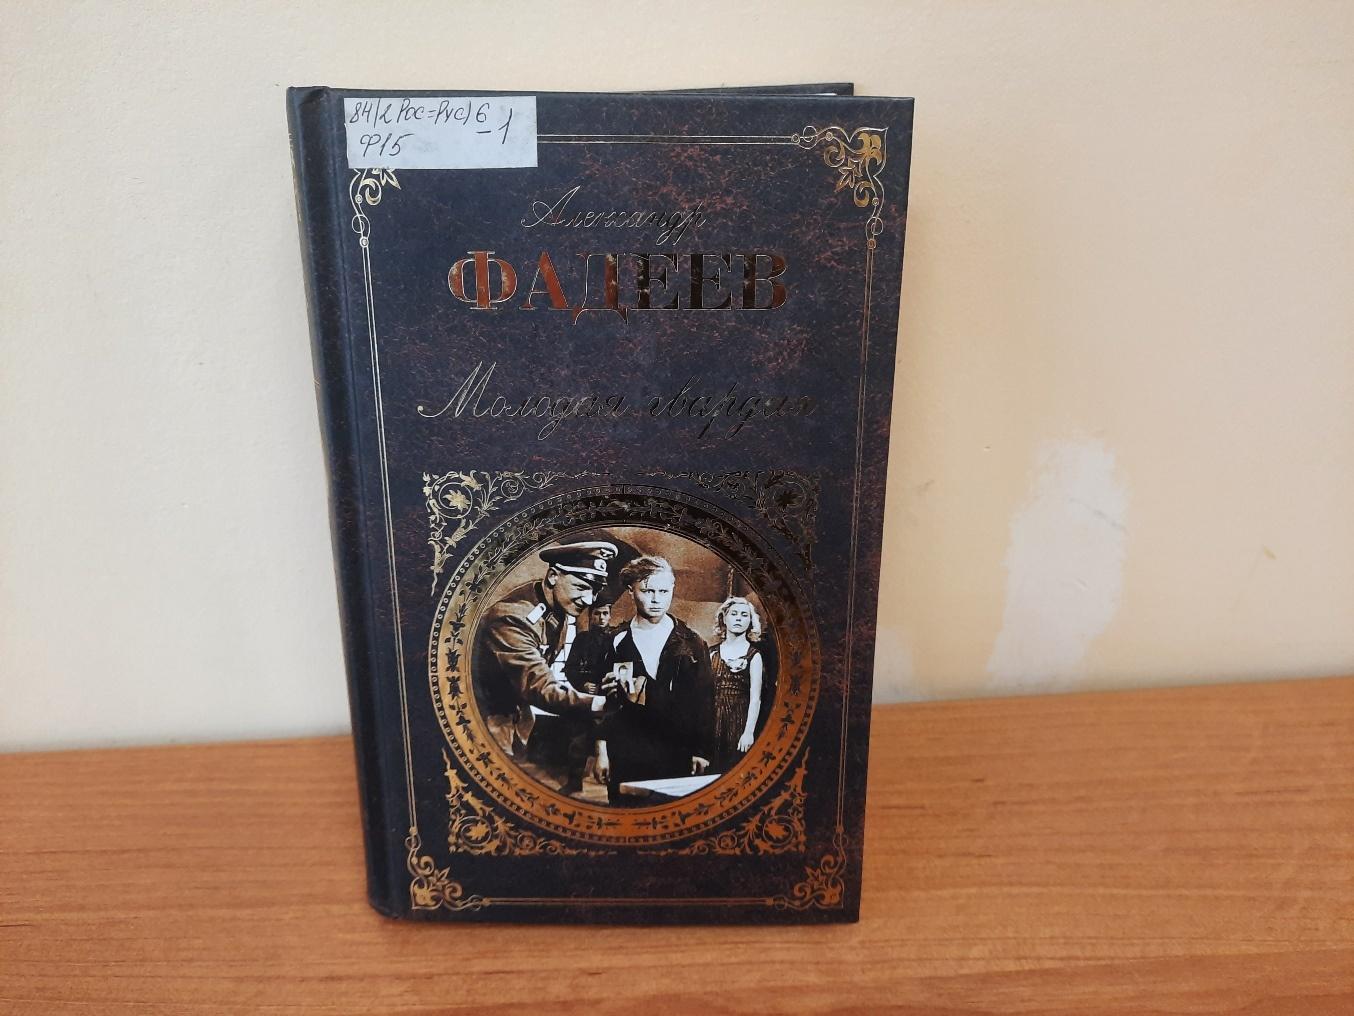 84(2Рос=Рус)6-1
Ф15
Александр
ФАДЕЕВ
Молодая гвардия